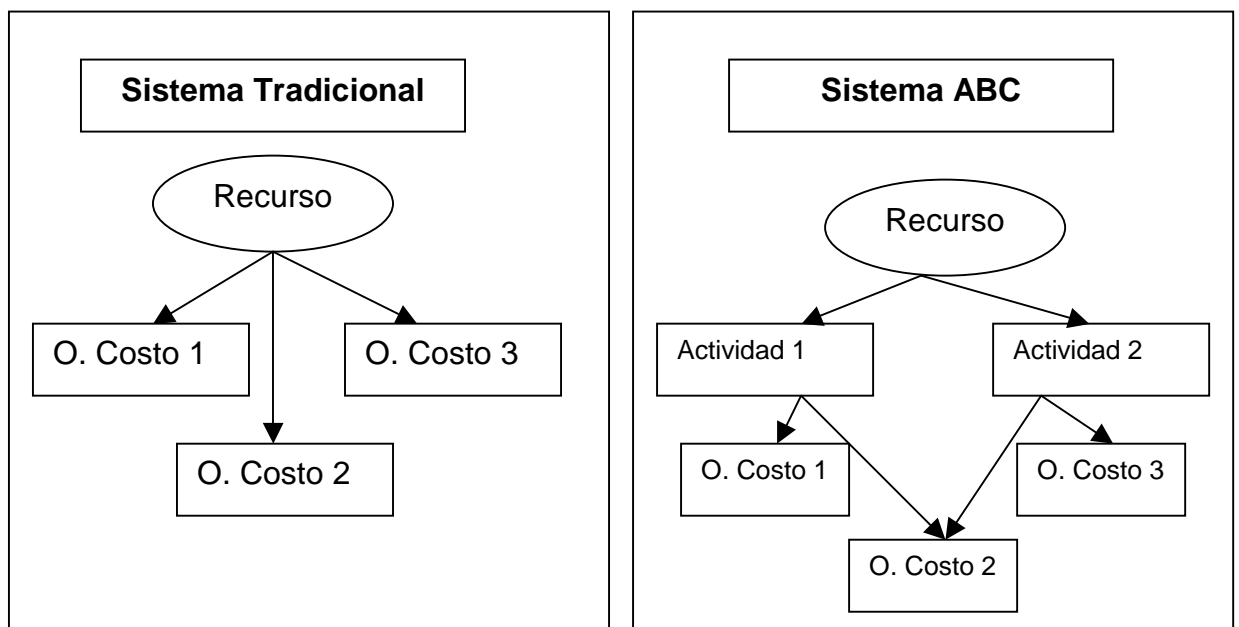 Sistema Tradicional
Recurso
O. Costo 1
O. Costo 3
O. Costo 2
Sistema ABC
Recurso
Actividad 1
Actividad 2
O. Costo 1
O. Costo 3
O. Costo 2